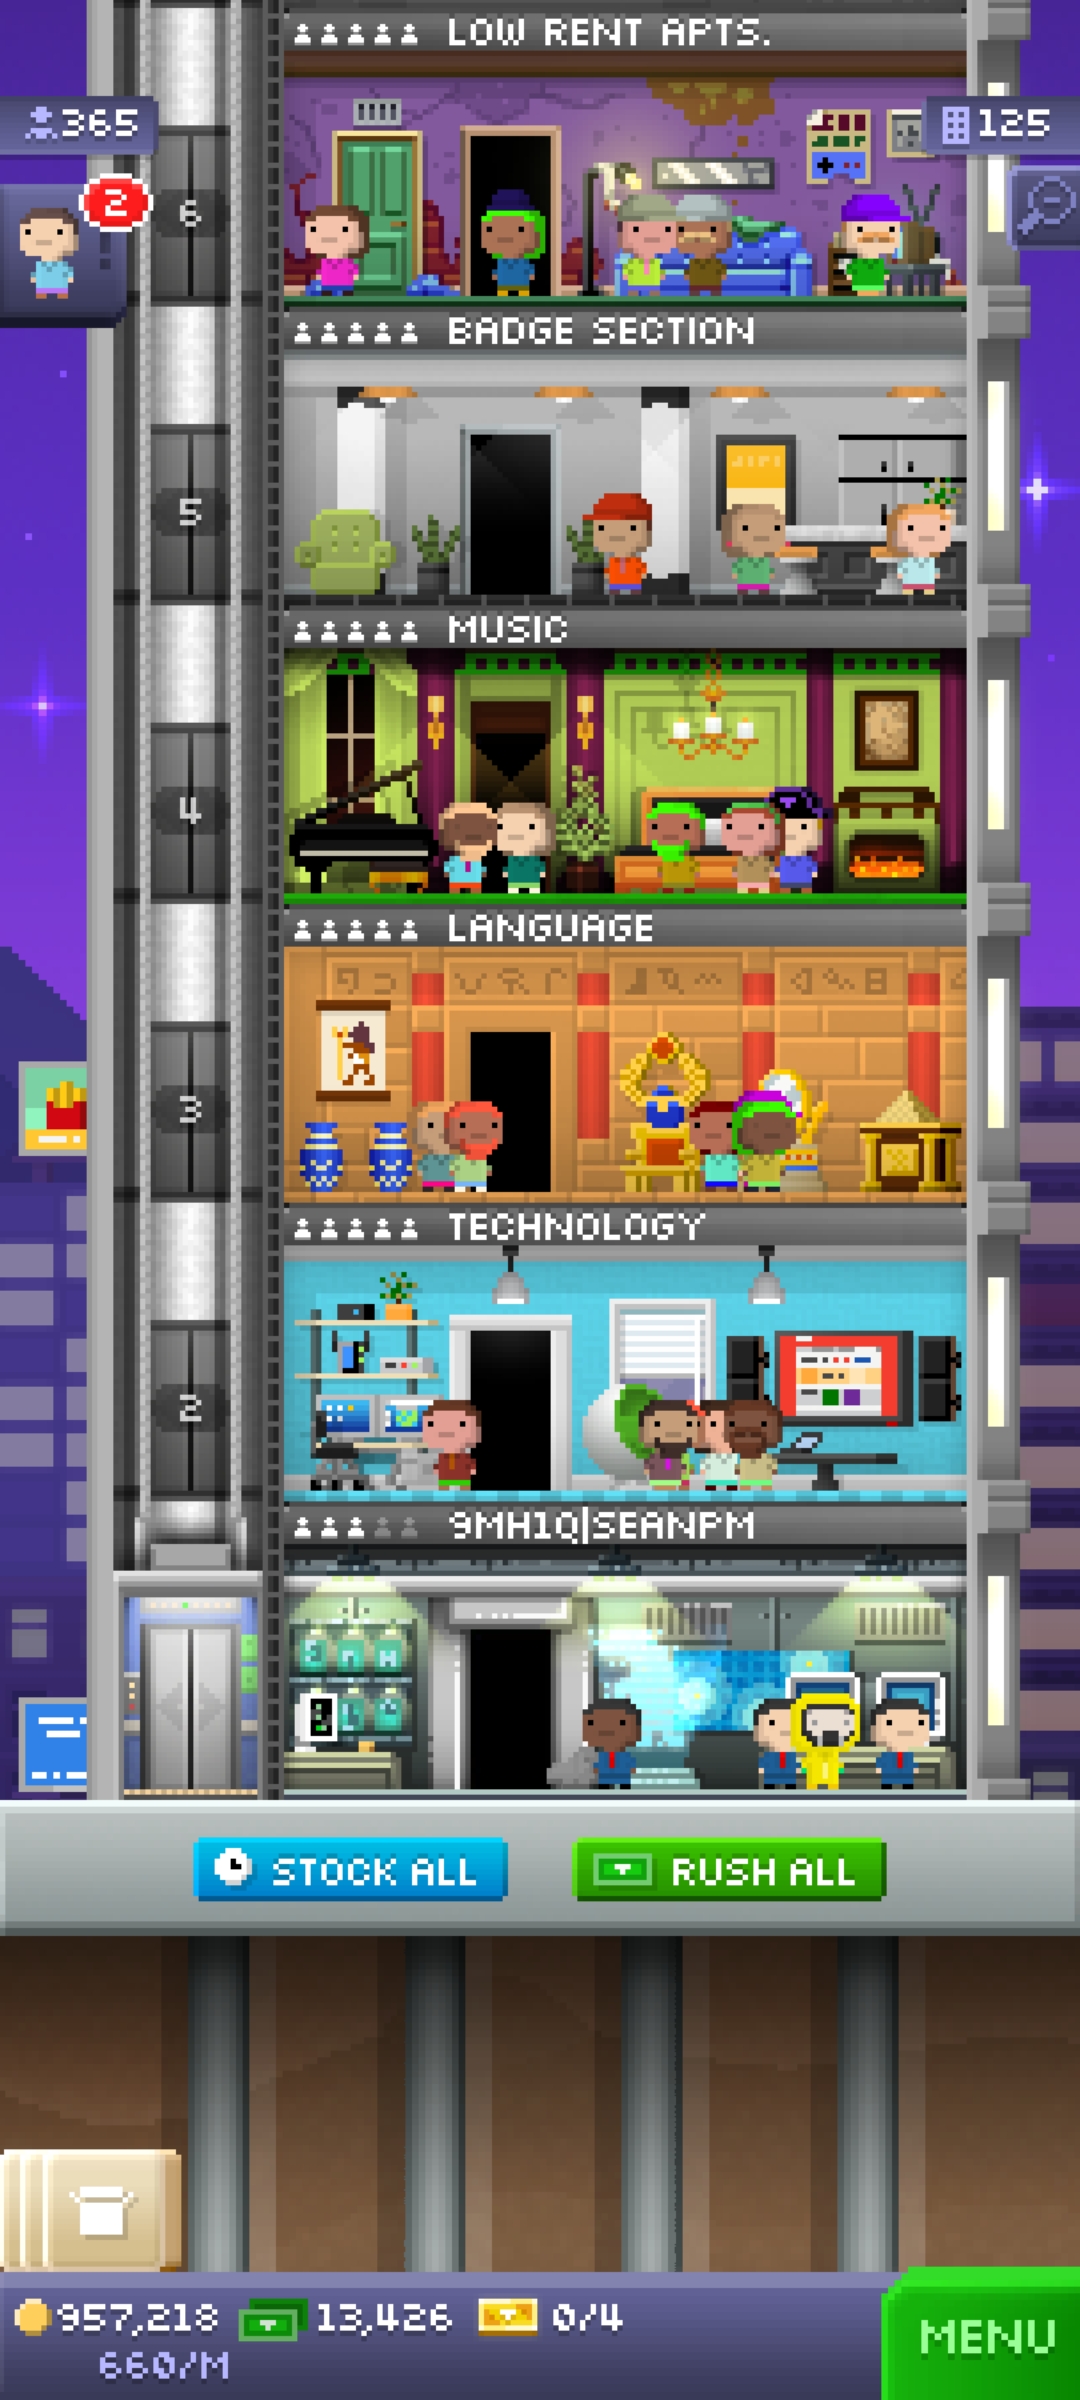 LOW RENT APTS.
365
125
2
6
BADGE SECTION
5
MUSIC
4
LANGUAGE
3
TECHNOLOGY
2
9MH1Q|SEANPM
STOCK ALL
RUSH ALL
957,218
13,426
0/4
660/M
MENU